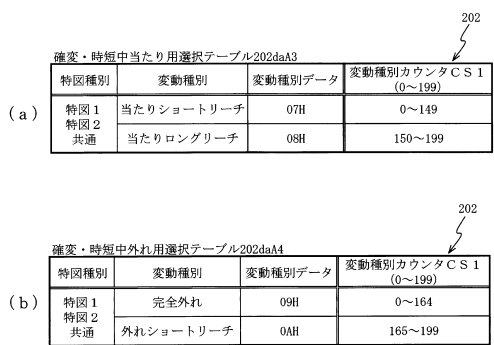 202
確変・時短中当たり用選択テーブル202daA3
特図種別 変動種別 変動種別データ 変動種別カウンタCS1
(0～199)
(a)
特図1
特図2
共通
当たりショートリーチ 07H 0～149
当たりロングリーチ 08H 150～199
202
確変・時短中外れ用選択テーブル202daA4
特図種別 変動種別 変動種別データ 変動種別カウンタCS1
(0～199)
(b)
特図1
特図2
共通
完全外れ 09H 0～164
外れショートリーチ 0AH 165～199